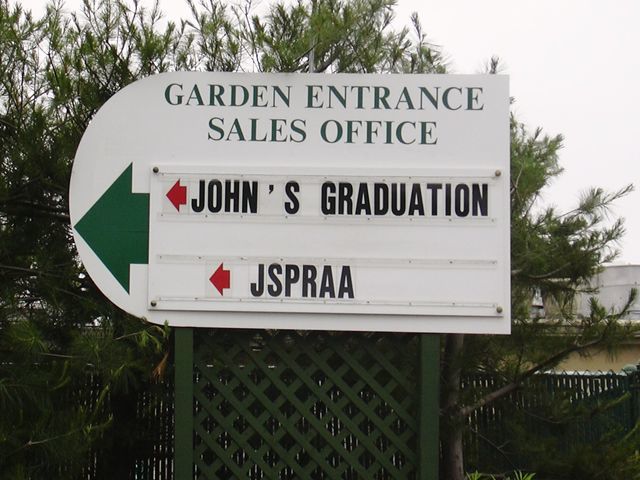 GARDEN ENTRANCE
SALES OFFICE
JOHN'S GRADUATION
JSPRAA